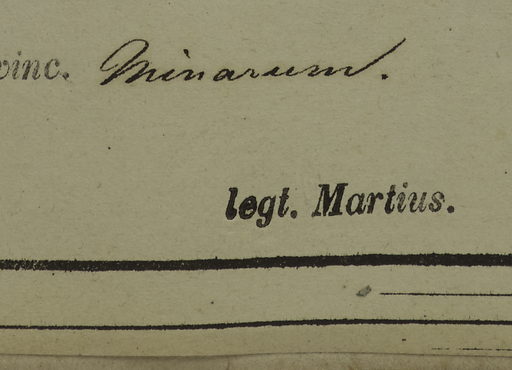 vinc. Minarum.
legt. Martius.